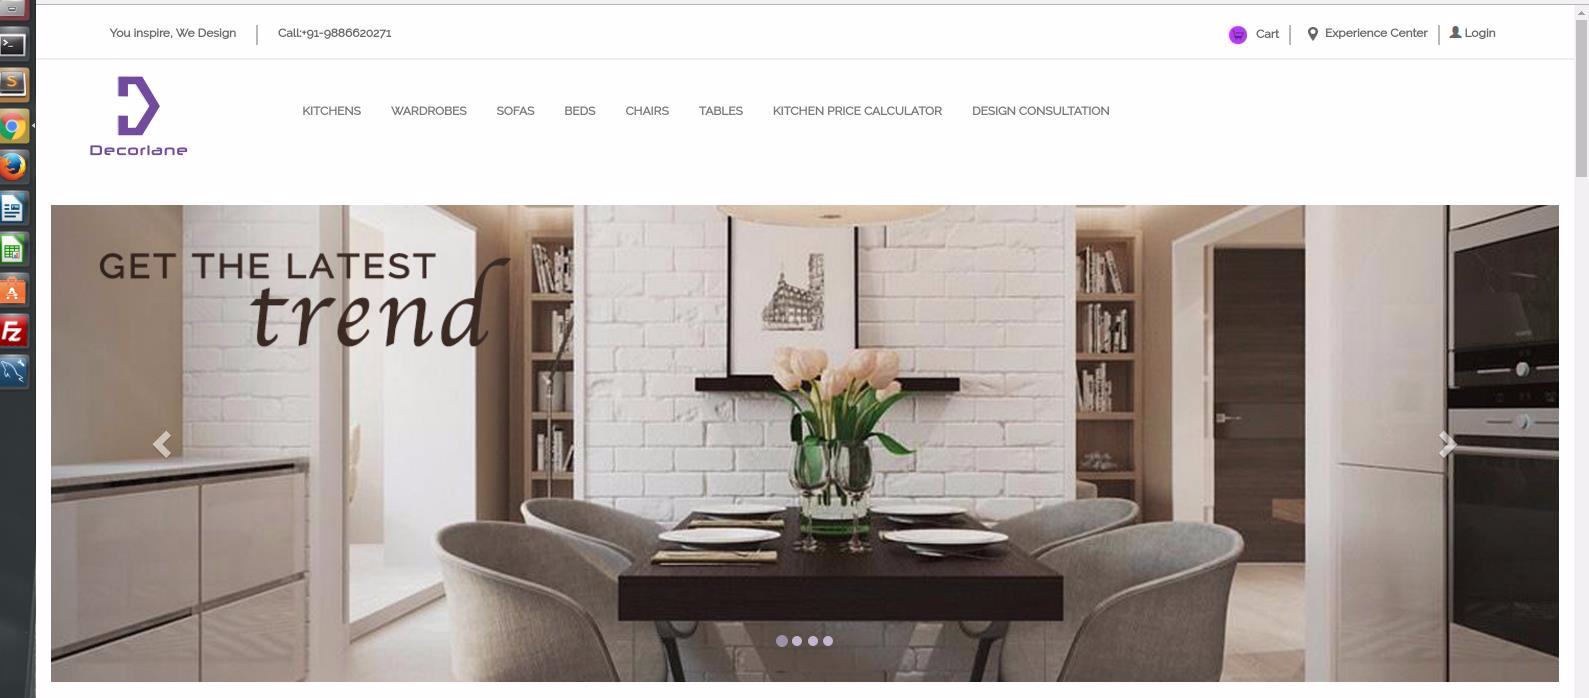 You inspire, We Design
Call:+91-9886620271
Cart
Experience Center
Login
Decorlane
KITCHENS
WARDROBES
SOFAS
BEDS
CHAIRS
TABLES
KITCHEN PRICE CALCULATOR
DESIGN CONSULTATION
GET THE LATEST
trend